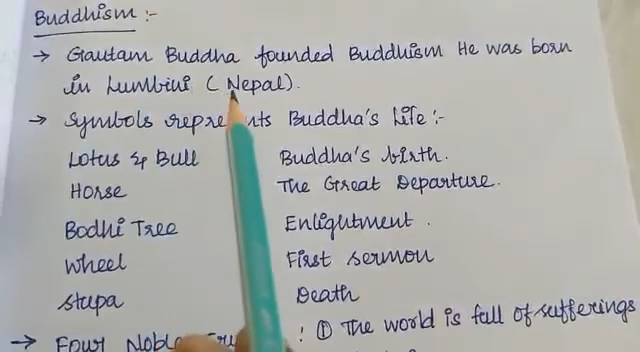 Buddhism :-
→ Gautam Buddha founded Buddhism He was born
in Lumbini (Nepal).
→ Symbols represents Buddha's Life :-
Lotus & Bull Buddha's birth.
Horse The Great Departure.
Bodhi Tree Enlightment.
Wheel First sermon
Stupa Death
→ Four Noble : ① The world is full of sufferings